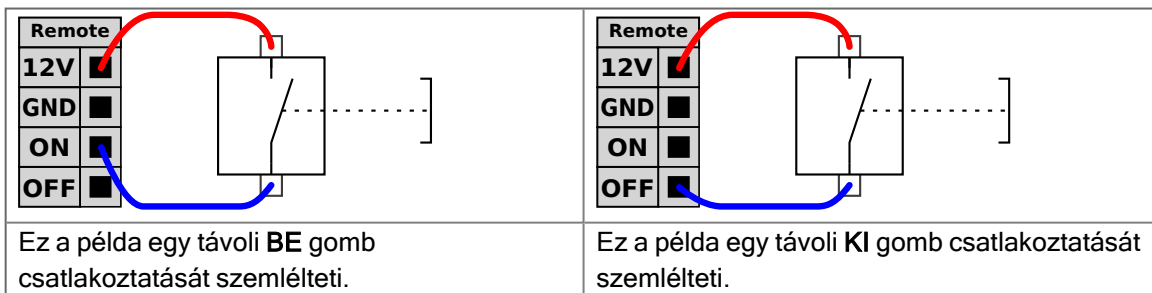 Remote
12V
GND
ON
OFF
Remote
12V
GND
ON
OFF
Ez a példa egy távoli BE gomb
csatlakoztatását szemlélteti.
Ez a példa egy távoli KI gomb csatlakoztatását
szemlélteti.